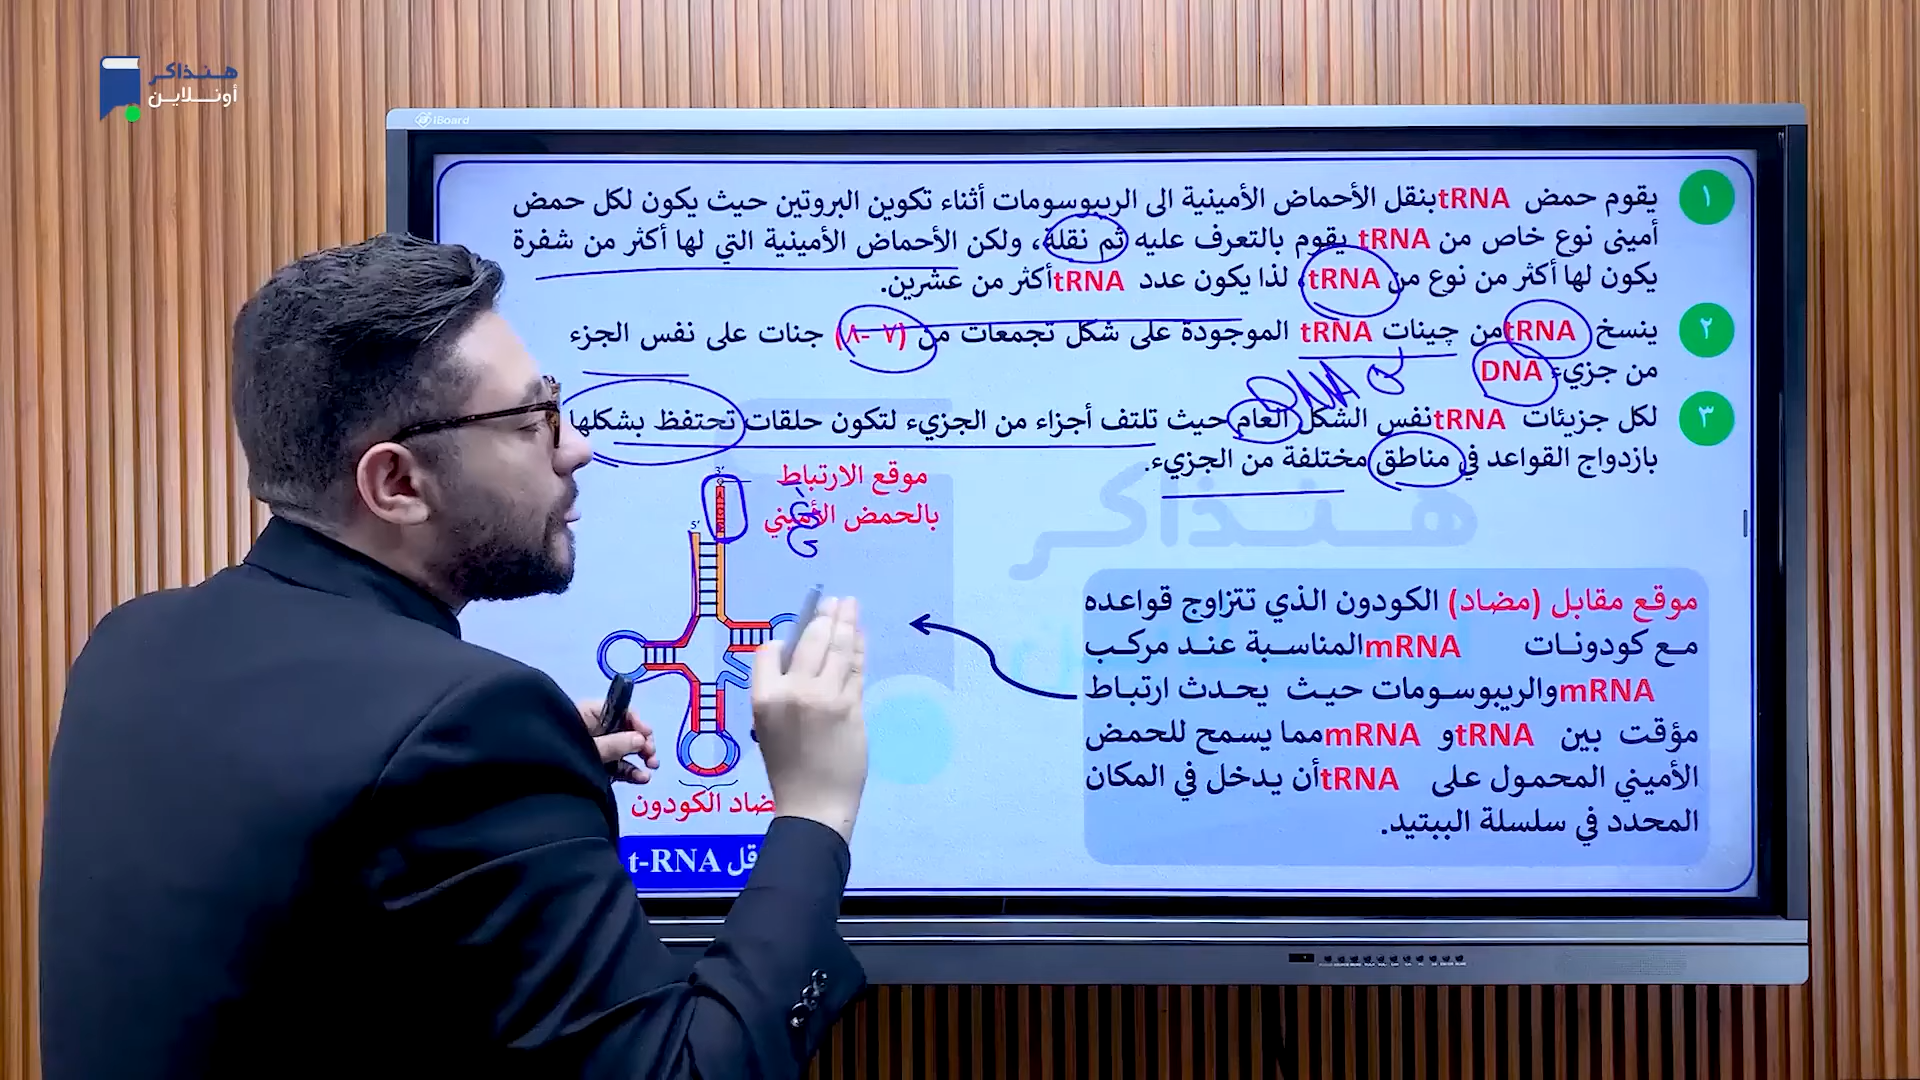 هنذاكر
أونلاين
IBoard
١ يقوم حمض tRNA بنقل الأحماض الأمينية الى الريبوسومات أثناء تكوين البروتين حيث يكون لكل حمض
أمينى نوع خاص من tRNA يقوم بالتعرف عليه ثم نقلة، ولكن الأحماض الأمينية التي لها أكثر من شفرة
يكون لها أكثر من نوع من tRNA، لذا يكون عدد tRNA أكثر من عشرين.
٢ ينسخ tRNA من چينات tRNA الموجودة على شكل تجمعات من (٧ -٨) جنات على نفس الجزء
من جزيء DNA
٣ لكل جزيئات tRNA نفس الشكل العام حيث تلتف أجزاء من الجزيء لتكون حلقات تحتفظ بشكلها
بازدواج القواعد في مناطق مختلفة من الجزيء.
موقع الارتباط
بالحمض الأميني
3'
5'
هنذاكر
موقع مقابل (مضاد) الكودون الذي تتزاوج قواعده
مع كودونات mRNA المناسبة عند مركب
mRNA والريبوسومات حيث يحدث ارتباط
مؤقت بين tRNA و mRNA مما يسمح للحمض
الأميني المحمول على tRNA أن يدخل في المكان
المحدد في سلسلة الببتيد.
ضاد الكودون
قل t-RNA